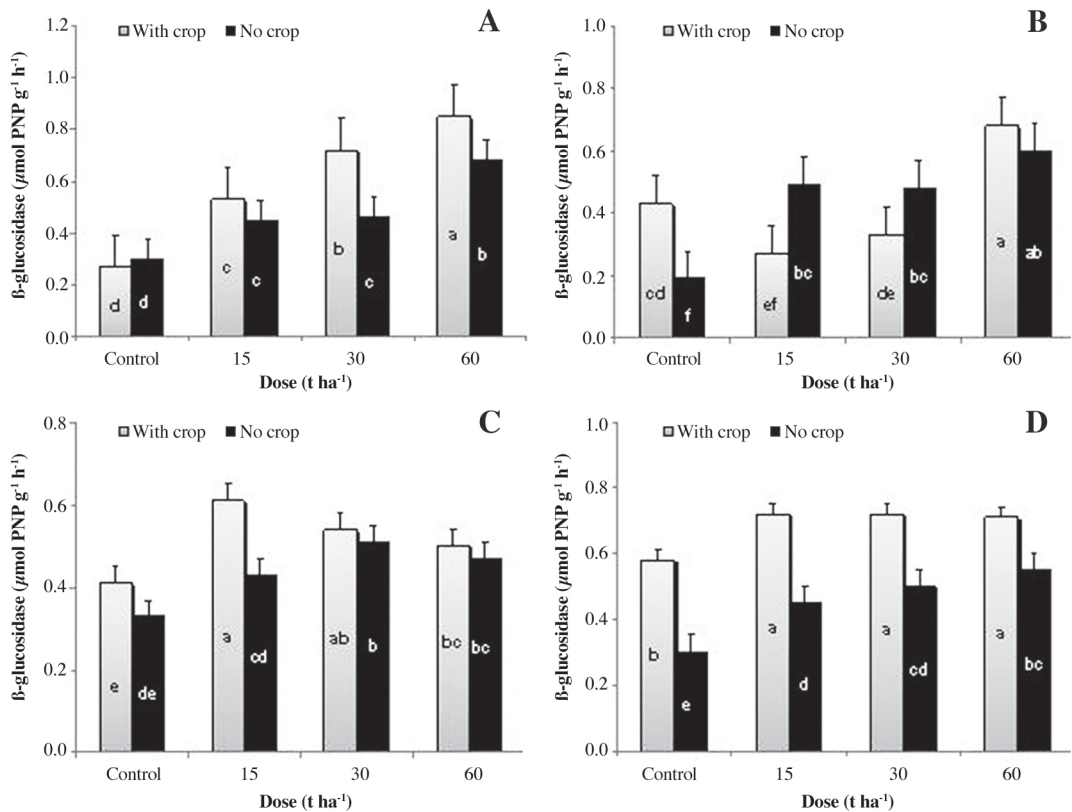 A
With crop No crop
ß-glucosidase (µmol PNP g⁻¹ h⁻¹)
1.2
1.0
0.8
0.6
0.4
0.2
0.0
d d c c b c a b
Control 15 30 60
Dose (t ha⁻¹)
B
With crop No crop
ß-glucosidase (µmol PNP g⁻¹ h⁻¹)
1.0
0.8
0.6
0.4
0.2
0.0
cd f ef bc de bc a ab
Control 15 30 60
Dose (t ha⁻¹)
C
With crop No crop
ß-glucosidase (µmol PNP g⁻¹ h⁻¹)
0.8
0.6
0.4
0.2
0.0
e de a cd ab b bc bc
Control 15 30 60
Dose (t ha⁻¹)
D
With crop No crop
ß-glucosidase (µmol PNP g⁻¹ h⁻¹)
1.0
0.8
0.6
0.4
0.2
0.0
b e a d a cd a bc
Control 15 30 60
Dose (t ha⁻¹)